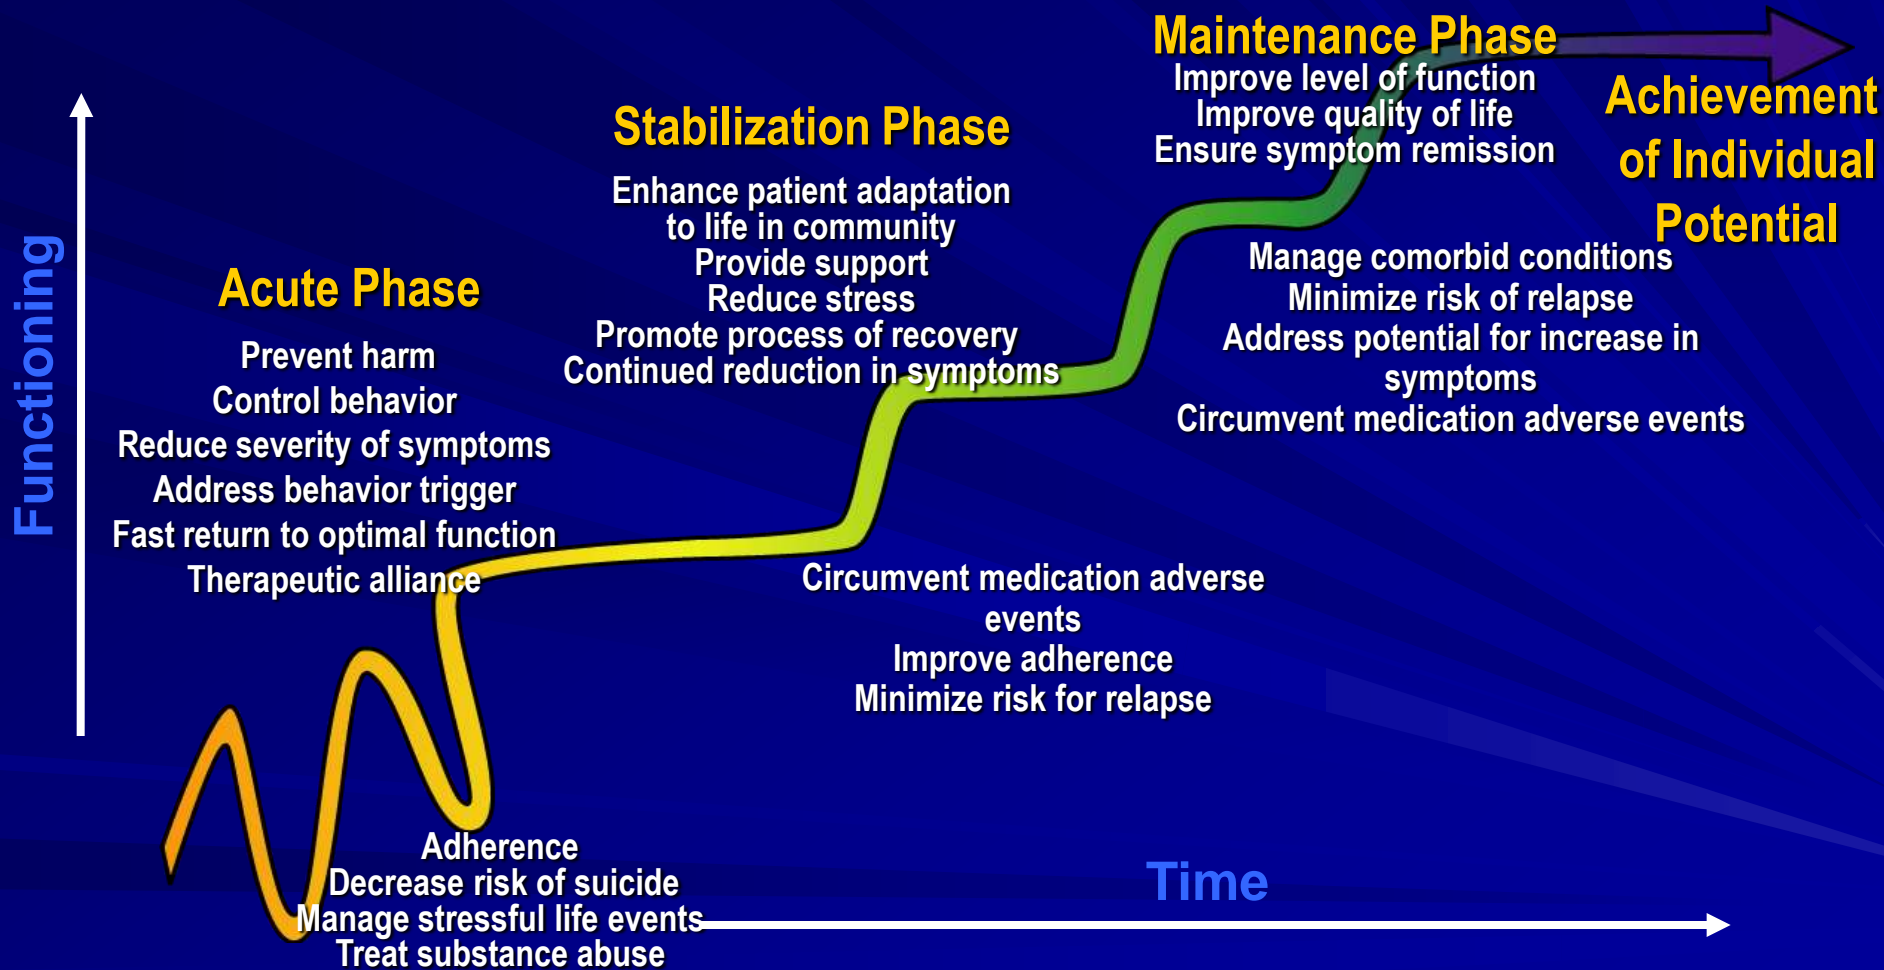 Functioning
Acute Phase
Prevent harm
Control behavior
Reduce severity of symptoms
Address behavior trigger
Fast return to optimal function
Therapeutic alliance
Adherence
Decrease risk of suicide
Manage stressful life events
Treat substance abuse
Stabilization Phase
Enhance patient adaptation
to life in community
Provide support
Reduce stress
Promote process of recovery
Continued reduction in symptoms
Circumvent medication adverse
events
Improve adherence
Minimize risk for relapse
Maintenance Phase
Improve level of function
Improve quality of life
Ensure symptom remission
Manage comorbid conditions
Minimize risk of relapse
Address potential for increase in
symptoms
Circumvent medication adverse events
Achievement
of Individual
Potential
Time